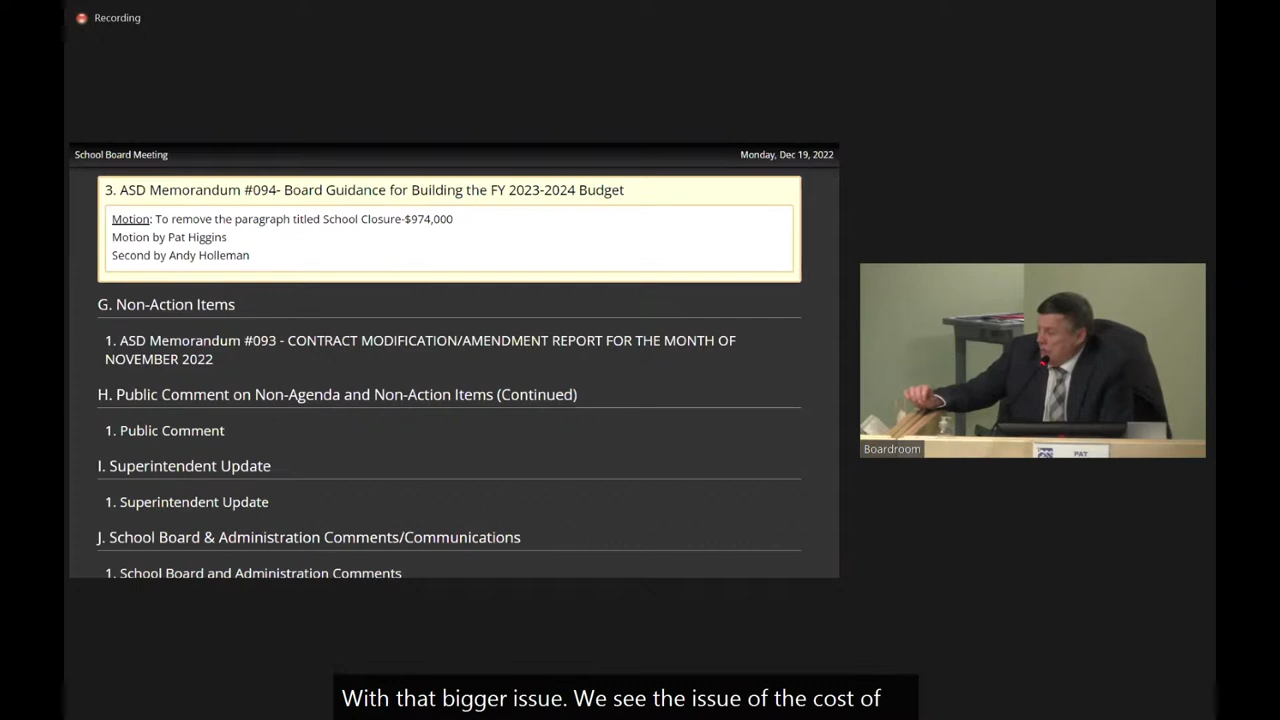 Recording
School Board Meeting
Monday, Dec 19, 2022
3. ASD Memorandum #094- Board Guidance for Building the FY 2023-2024 Budget
Motion: To remove the paragraph titled School Closure-$974,000
Motion by Pat Higgins
Second by Andy Holleman
G. Non-Action Items
1. ASD Memorandum #093 - CONTRACT MODIFICATION/AMENDMENT REPORT FOR THE MONTH OF
NOVEMBER 2022
H. Public Comment on Non-Agenda and Non-Action Items (Continued)
1. Public Comment
I. Superintendent Update
1. Superintendent Update
J. School Board & Administration Comments/Communications
1. School Board and Administration Comments
Boardroom
PAT
With that bigger issue. We see the issue of the cost of